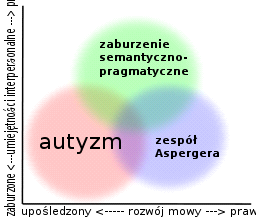 zaburzenie
semantyczno-
pragmatyczne
autyzm
zespół
Aspergera
zaburzone <---umiejętności interpersonalne --->
upośledzony <----- rozwój mowy ---> praw